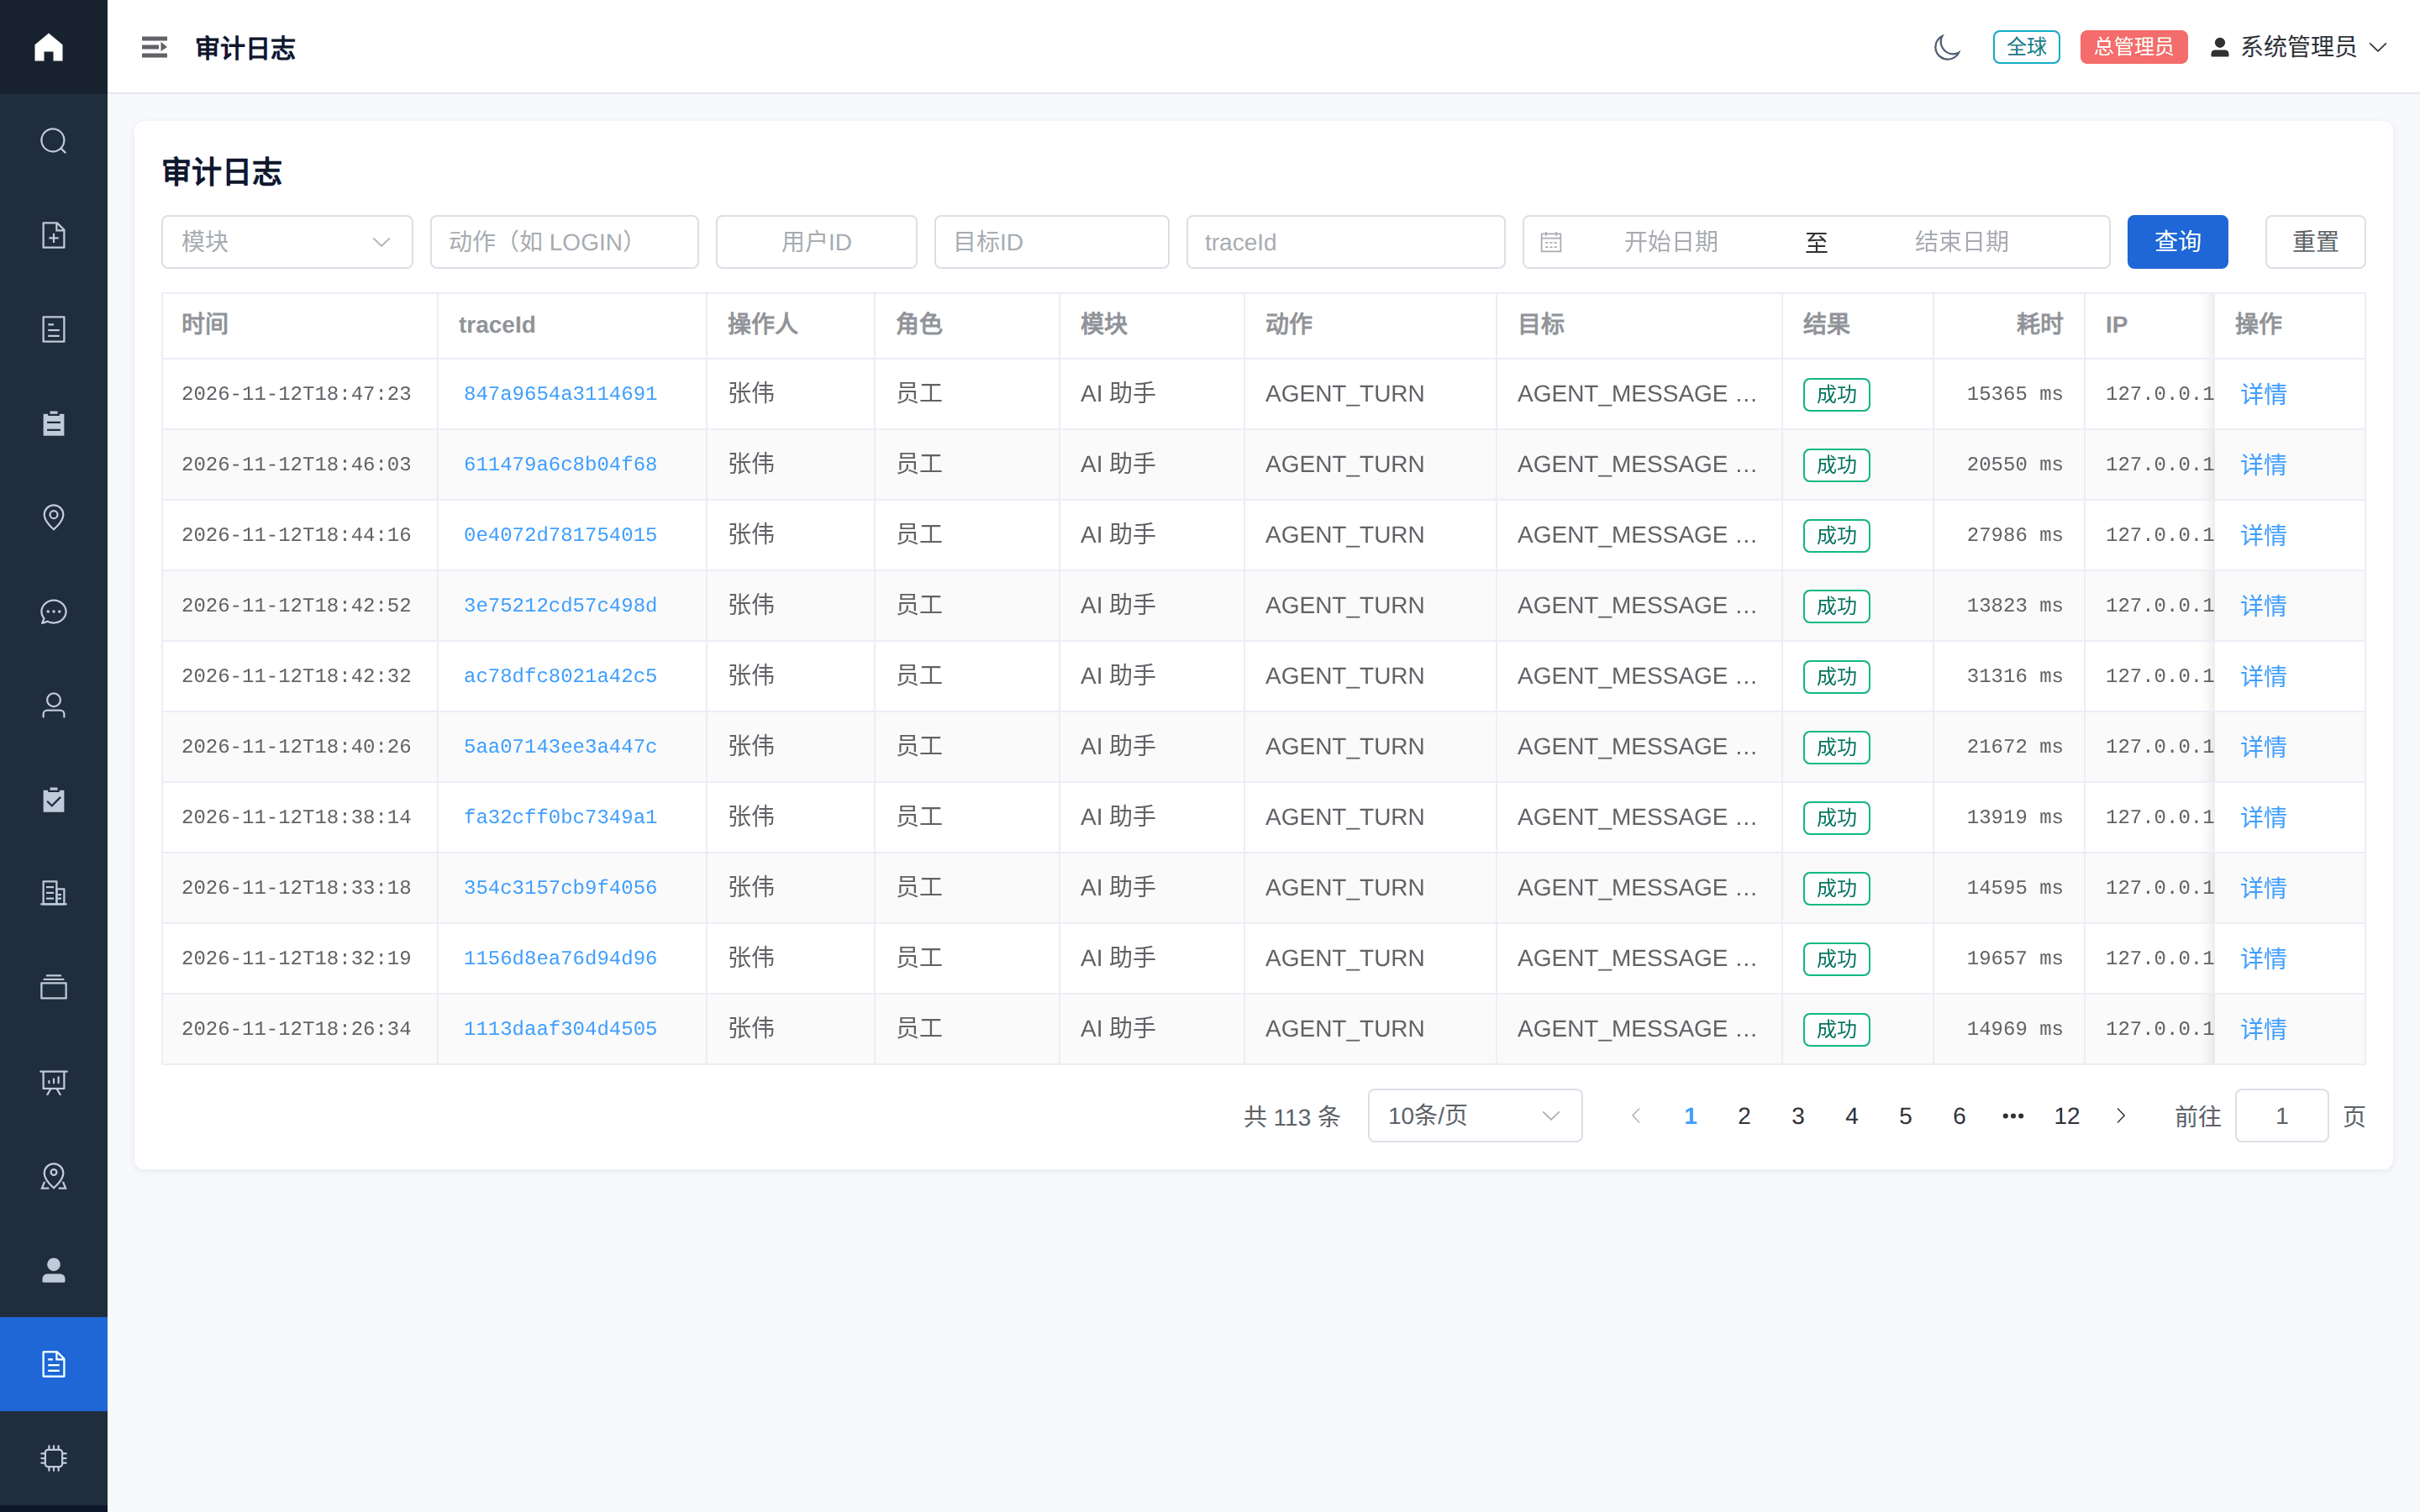 审计日志
全球 总管理员 系统管理员
审计日志
模块 动作（如 LOGIN） 用户ID 目标ID traceId 开始日期 至 结束日期 查询 重置
时间 traceId 操作人 角色 模块 动作 目标 结果 耗时 IP 操作
2026-11-12T18:47:23 847a9654a3114691 张伟 员工 AI 助手 AGENT_TURN AGENT_MESSAGE … 成功 15365 ms 127.0.0.1 详情
2026-11-12T18:46:03 611479a6c8b04f68 张伟 员工 AI 助手 AGENT_TURN AGENT_MESSAGE … 成功 20550 ms 127.0.0.1 详情
2026-11-12T18:44:16 0e4072d781754015 张伟 员工 AI 助手 AGENT_TURN AGENT_MESSAGE … 成功 27986 ms 127.0.0.1 详情
2026-11-12T18:42:52 3e75212cd57c498d 张伟 员工 AI 助手 AGENT_TURN AGENT_MESSAGE … 成功 13823 ms 127.0.0.1 详情
2026-11-12T18:42:32 ac78dfc8021a42c5 张伟 员工 AI 助手 AGENT_TURN AGENT_MESSAGE … 成功 31316 ms 127.0.0.1 详情
2026-11-12T18:40:26 5aa07143ee3a447c 张伟 员工 AI 助手 AGENT_TURN AGENT_MESSAGE … 成功 21672 ms 127.0.0.1 详情
2026-11-12T18:38:14 fa32cff0bc7349a1 张伟 员工 AI 助手 AGENT_TURN AGENT_MESSAGE … 成功 13919 ms 127.0.0.1 详情
2026-11-12T18:33:18 354c3157cb9f4056 张伟 员工 AI 助手 AGENT_TURN AGENT_MESSAGE … 成功 14595 ms 127.0.0.1 详情
2026-11-12T18:32:19 1156d8ea76d94d96 张伟 员工 AI 助手 AGENT_TURN AGENT_MESSAGE … 成功 19657 ms 127.0.0.1 详情
2026-11-12T18:26:34 1113daaf304d4505 张伟 员工 AI 助手 AGENT_TURN AGENT_MESSAGE … 成功 14969 ms 127.0.0.1 详情
共 113 条 10条/页 1 2 3 4 5 6 ••• 12 前往 1 页